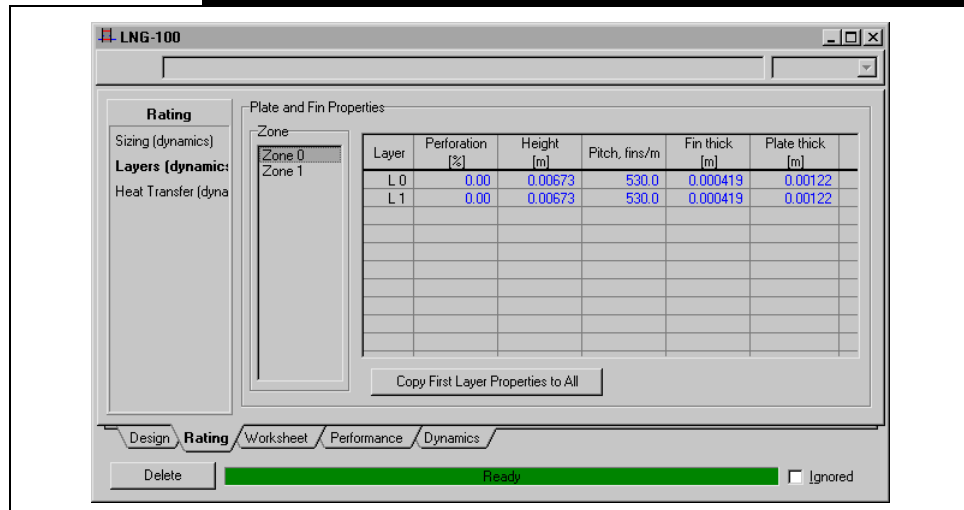 LNG-100
Rating
Sizing (dynamics)
Layers (dynamics
Heat Transfer (dyna
Plate and Fin Properties
Zone
Zone 0
Zone 1
Layer Perforation [%] Height [m] Pitch, fins/m Fin thick [m] Plate thick [m]
L 0 0.00 0.00673 530.0 0.000419 0.00122
L 1 0.00 0.00673 530.0 0.000419 0.00122
Copy First Layer Properties to All
Design Rating Worksheet Performance Dynamics
Delete Ready Ignored